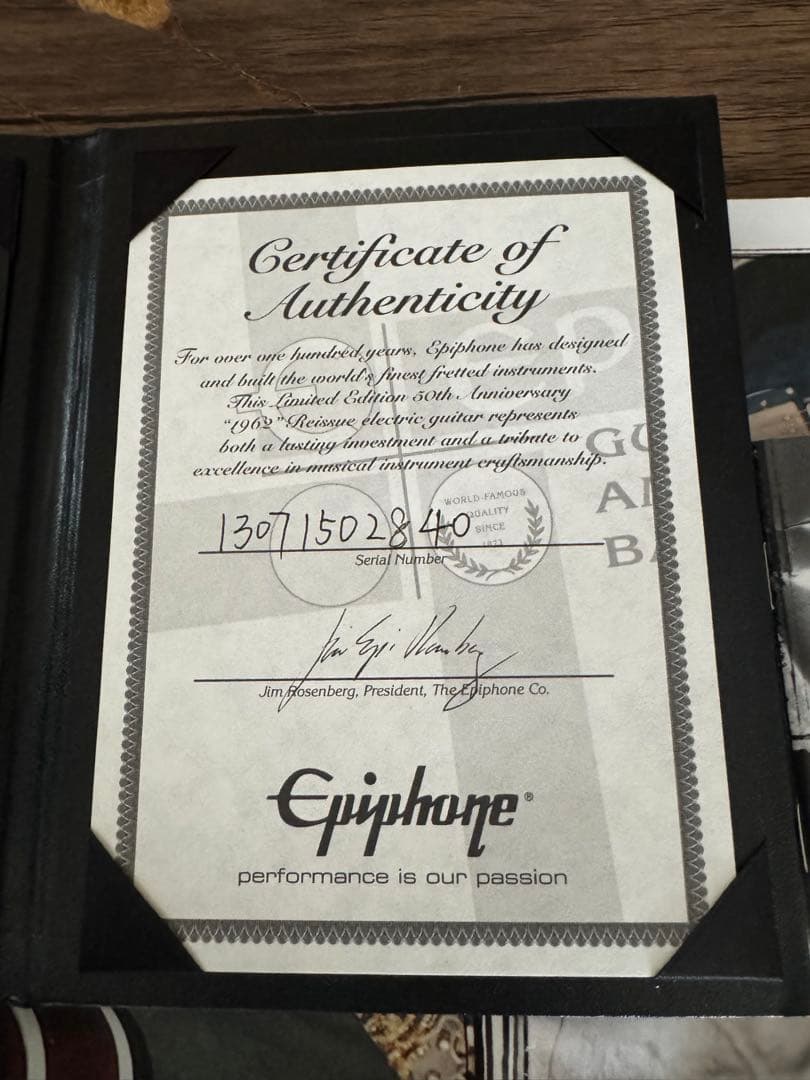 Certificate of
Authenticity
For over one hundred years, Epiphone has designed
and built the world's finest fretted instruments.
This Limited Edition 50th Anniversary
"1962" Reissue electric guitar represents
both a lasting investment and a tribute to
excellence in musical instrument craftsmanship.
WORLD-FAMOUS
QUALITY
SINCE
1873
13071502840
Serial Number
Jim Rosenberg, President, The Epiphone Co.
Epiphone®
performance is our passion